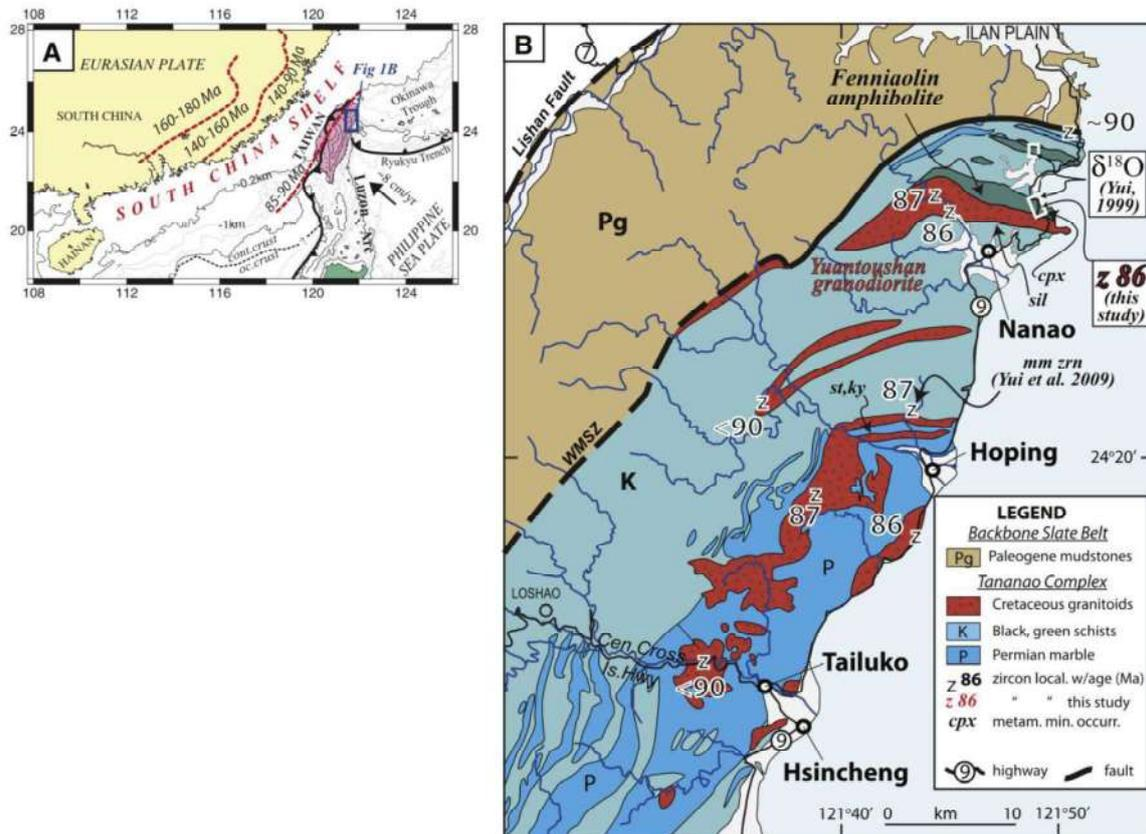 A
28
24
20
108
112
116
120
124
28
24
20
108
112
116
120
124
EURASIAN PLATE
SOUTH CHINA
160-180 Ma
140-160 Ma
140-90 Ma
85-90 Ma
SOUTH CHINA SHELF
TAIWAN
Fig 1B
Okinawa
Trough
Ryukyu Trench
~8 cm/yr
Luzon Arc
PHILIPPINE
SEA PLATE
HAINAN
0.2km
1km
cont.crust
oc.crust
B
7
Lishan Fault
ILAN PLAIN
Fenniaolin
amphibolite
z ~90
δ18O
(Yui,
1999)
z 86
(this
study)
cpx
sil
87 z
z
86
Pg
Yuantoushan
granodiorite
9
Nanao
mm zrn
(Yui et al. 2009)
st,ky
87
z
z
<90
WMSZ
K
Hoping
24°20'
z
87
86
z
P
LOSHAO
Cen. Cross
Is. Hwy
z
<90
Tailuko
9
Hsincheng
P
LEGEND
Backbone Slate Belt
Pg Paleogene mudstones
Tananao Complex
Cretaceous granitoids
K Black, green schists
P Permian marble
z 86 zircon local. w/age (Ma)
z 86 " " this study
cpx metam. min. occurr.
9 highway fault
121°40' 0 km 10 121°50'